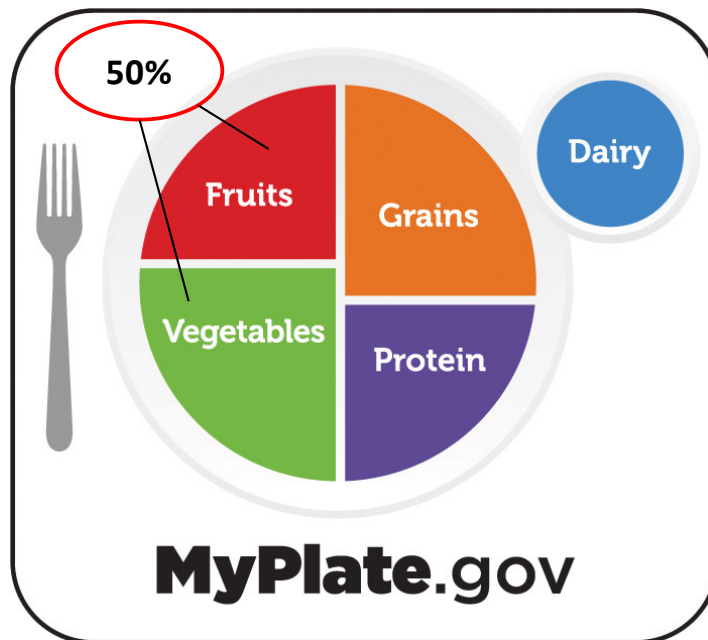 50%
Dairy
Fruits
Grains
Vegetables
Protein
MyPlate.gov